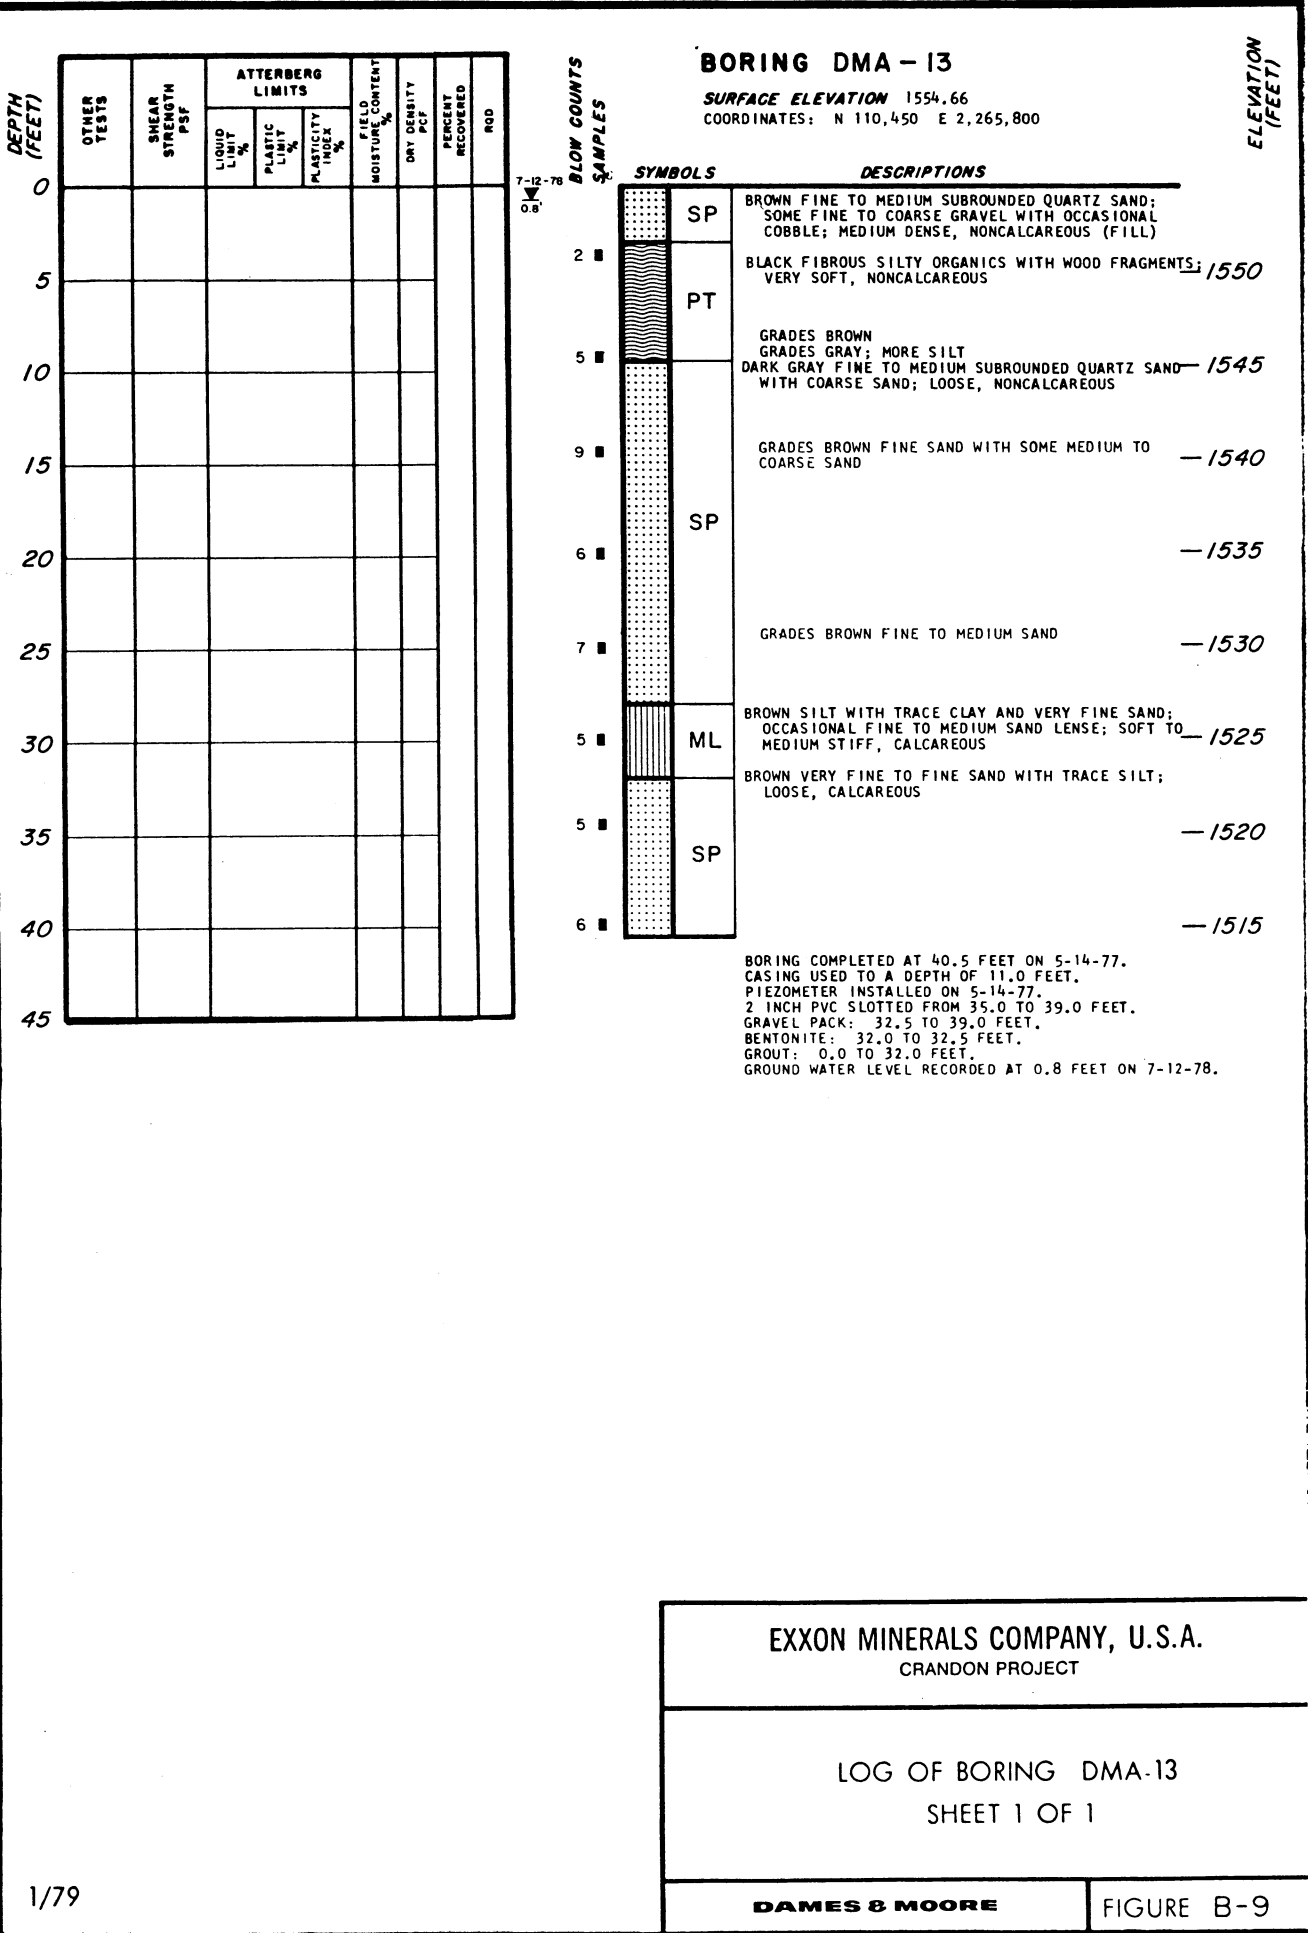 BORING DMA-13
SURFACE ELEVATION 1554.66
COORDINATES: N 110,450 E 2,265,800
DEPTH (FEET)
OTHER TESTS
SHEAR STRENGTH PSF
ATTERBERG LIMITS
LIQUID LIMIT %
PLASTIC LIMIT %
PLASTICITY INDEX %
FIELD MOISTURE CONTENT %
DRY DENSITY PCF
PERCENT RECOVERED
RQD
BLOW COUNTS
SAMPLES
ELEVATION (FEET)
SYMBOLS
DESCRIPTIONS
0
5
10
15
20
25
30
35
40
45
7-12-78
0.8'
2
5
9
6
7
5
5
6
SP
PT
SP
ML
SP
BROWN FINE TO MEDIUM SUBROUNDED QUARTZ SAND;
SOME FINE TO COARSE GRAVEL WITH OCCASIONAL
COBBLE; MEDIUM DENSE, NONCALCAREOUS (FILL)
BLACK FIBROUS SILTY ORGANICS WITH WOOD FRAGMENTS;
VERY SOFT, NONCALCAREOUS
GRADES BROWN
GRADES GRAY; MORE SILT
DARK GRAY FINE TO MEDIUM SUBROUNDED QUARTZ SAND
WITH COARSE SAND; LOOSE, NONCALCAREOUS
GRADES BROWN FINE SAND WITH SOME MEDIUM TO
COARSE SAND
GRADES BROWN FINE TO MEDIUM SAND
BROWN SILT WITH TRACE CLAY AND VERY FINE SAND;
OCCASIONAL FINE TO MEDIUM SAND LENSE; SOFT TO
MEDIUM STIFF, CALCAREOUS
BROWN VERY FINE TO FINE SAND WITH TRACE SILT;
LOOSE, CALCAREOUS
—1550
—1545
—1540
—1535
—1530
—1525
—1520
—1515
BORING COMPLETED AT 40.5 FEET ON 5-14-77.
CASING USED TO A DEPTH OF 11.0 FEET.
PIEZOMETER INSTALLED ON 5-14-77.
2 INCH PVC SLOTTED FROM 35.0 TO 39.0 FEET.
GRAVEL PACK: 32.5 TO 39.0 FEET.
BENTONITE: 32.0 TO 32.5 FEET.
GROUT: 0.0 TO 32.0 FEET.
GROUND WATER LEVEL RECORDED AT 0.8 FEET ON 7-12-78.
EXXON MINERALS COMPANY, U.S.A.
CRANDON PROJECT
LOG OF BORING DMA-13
SHEET 1 OF 1
1/79
DAMES & MOORE
FIGURE B-9